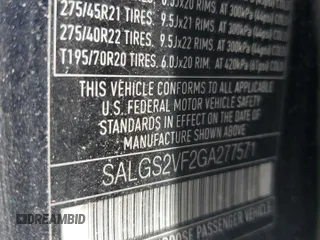 275/45R21 TIRES. 9.5Jx21 RIMS AT 300kPa
275/40R22 TIRES. 9.5Jx22 RIMS AT 300kPa
T195/70R20 TIRES. 6.0Jx20 RIM. AT 420kPa
THIS VEHICLE CONFORMS TO ALL APPLICABLE
U.S. FEDERAL MOTOR VEHICLE SAFETY
STANDARDS IN EFFECT ON THE DATE OF
MANUFACTURE SHOWN ABOVE
SALGS2VF2GA277571
PURPOSE PASSENGER VEHICLE
DREAMBID